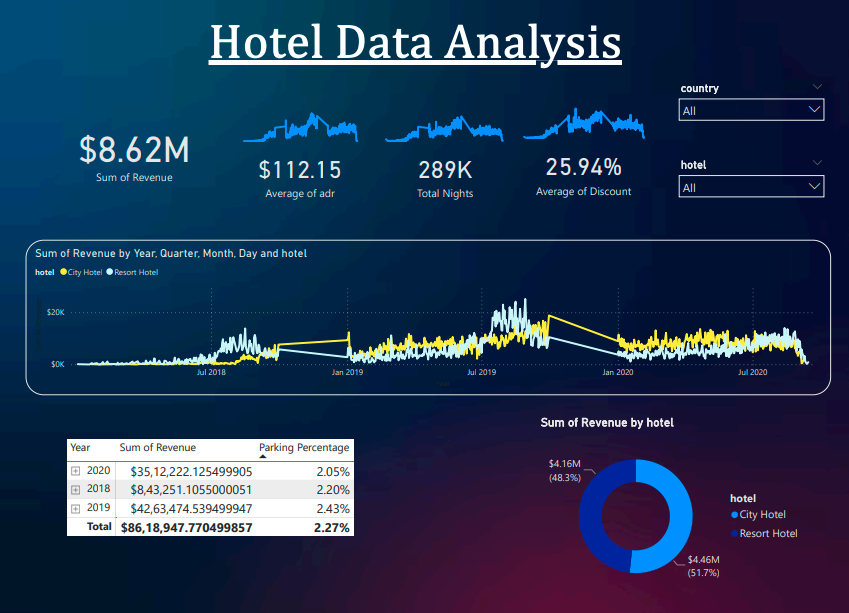 Hotel Data Analysis
country
All
$8.62M
Sum of Revenue
$112.15
Average of adr
289K
Total Nights
25.94%
Average of Discount
hotel
All
Sum of Revenue by Year, Quarter, Month, Day and hotel
hotel City Hotel Resort Hotel
$20K
$0K
Jul 2018 Jan 2019 Jul 2019 Jan 2020 Jul 2020
Year Sum of Revenue Parking Percentage
2020 $35,12,222.125499905 2.05%
2018 $8,43,251.1055000051 2.20%
2019 $42,63,474.539499947 2.43%
Total $86,18,947.770499857 2.27%
Sum of Revenue by hotel
$4.16M
(48.3%)
$4.46M
(51.7%)
hotel
City Hotel
Resort Hotel